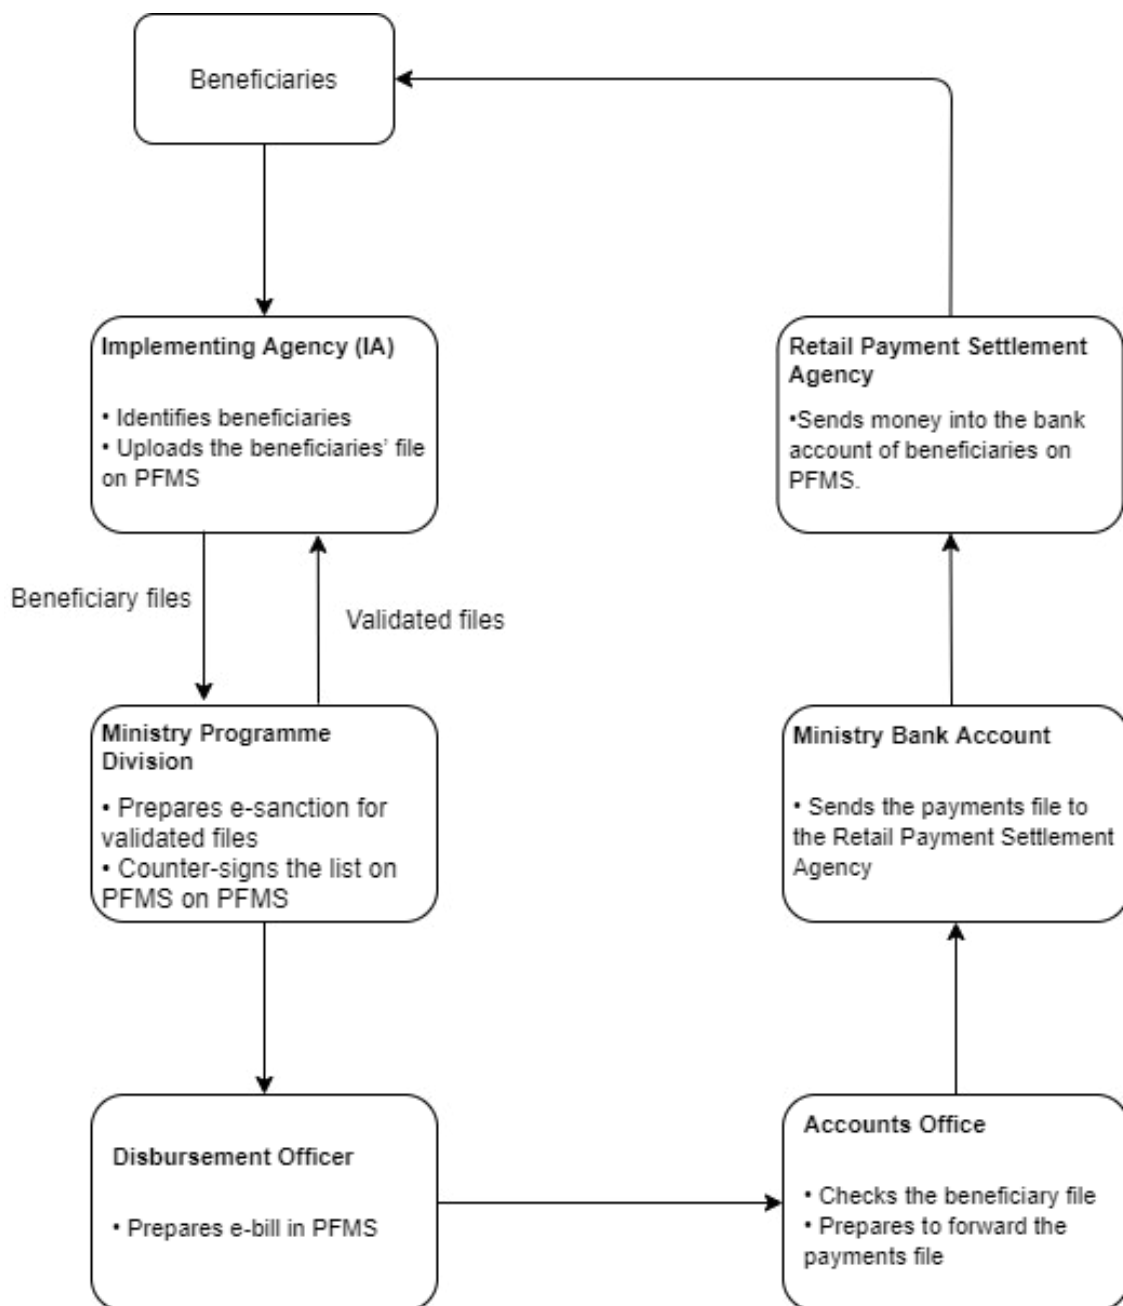 Beneficiaries
Implementing Agency (IA)
• Identifies beneficiaries
• Uploads the beneficiaries’ file
on PFMS
Retail Payment Settlement
Agency
•Sends money into the bank
account of beneficiaries on
PFMS.
Beneficiary files
Validated files
Ministry Programme
Division
• Prepares e-sanction for
validated files
• Counter-signs the list on
PFMS on PFMS
Ministry Bank Account
• Sends the payments file to
the Retail Payment Settlement
Agency
Disbursement Officer
• Prepares e-bill in PFMS
Accounts Office
• Checks the beneficiary file
• Prepares to forward the
payments file